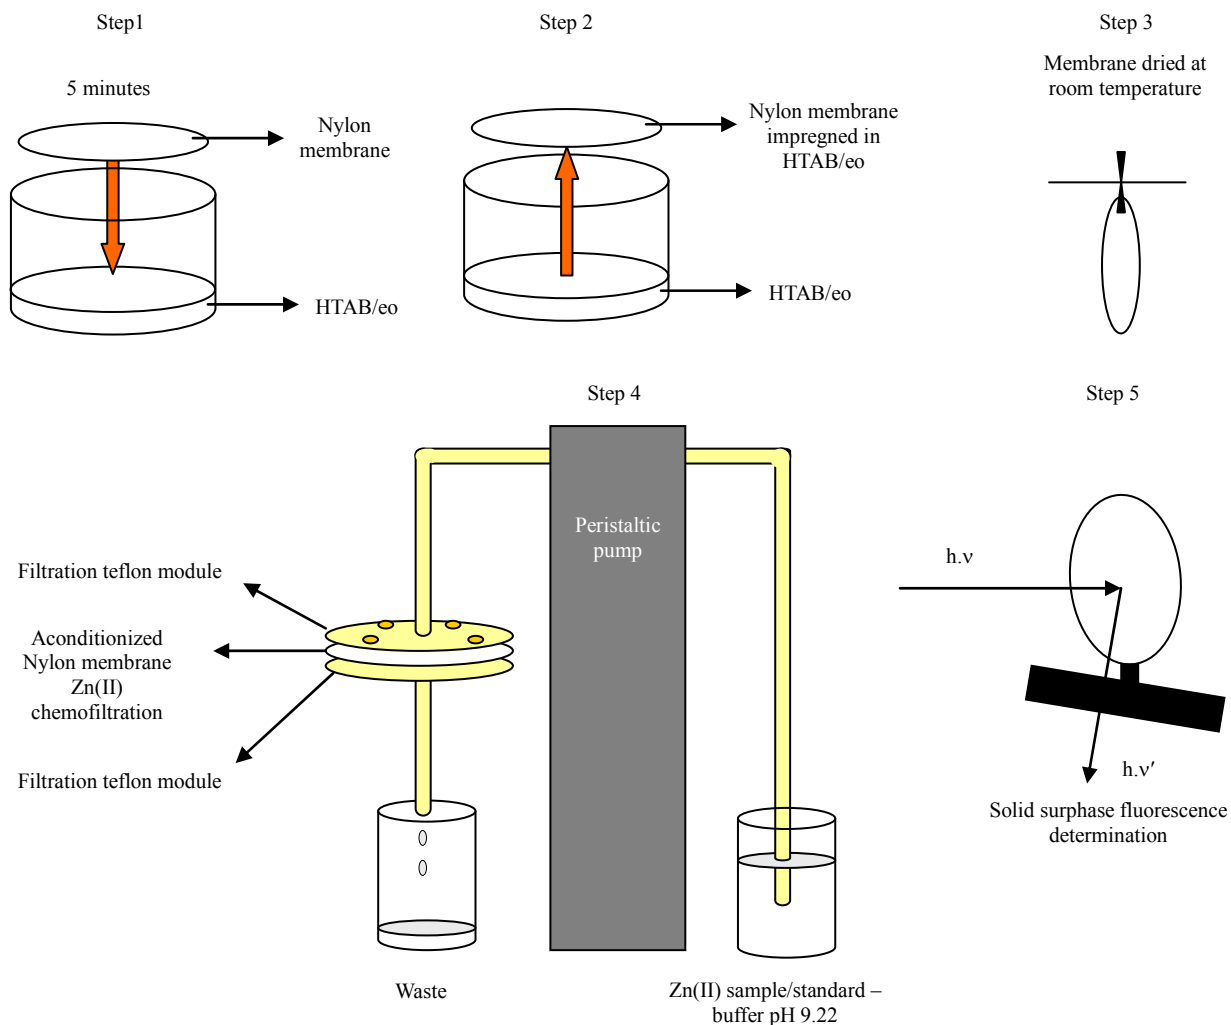 Step1
5 minutes
Nylon
membrane
HTAB/eo
Step 2
Nylon membrane
impregned in
HTAB/eo
HTAB/eo
Step 3
Membrane dried at
room temperature
Step 4
Peristaltic
pump
Filtration teflon module
Aconditionized
Nylon membrane
Zn(II)
chemofiltration
Filtration teflon module
Waste
Zn(II) sample/standard –
buffer pH 9.22
Step 5
h.ν
h.ν′
Solid surphase fluorescence
determination